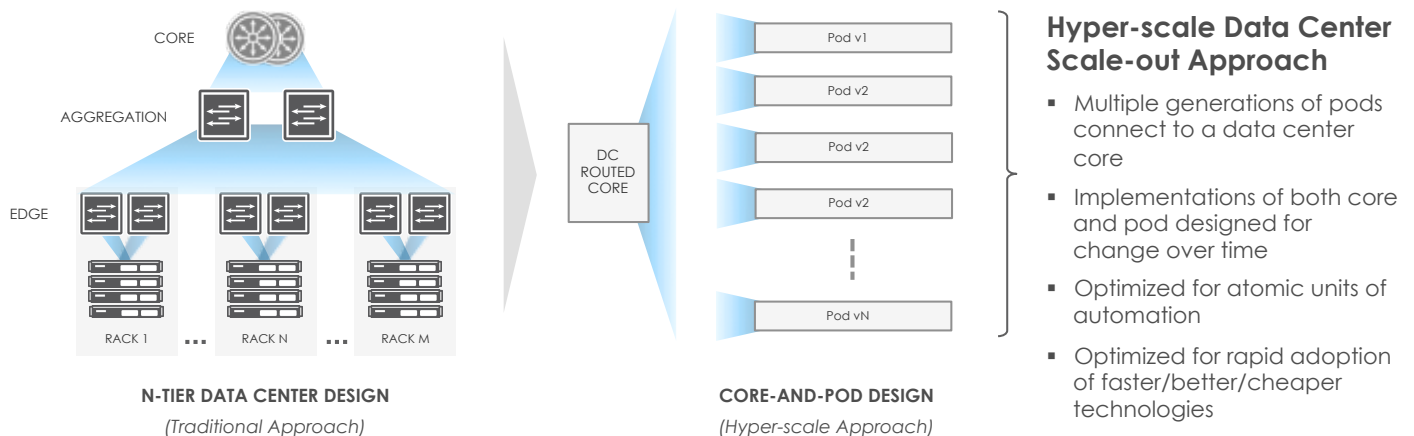 CORE
AGGREGATION
EDGE
RACK 1
...
RACK N
...
RACK M
N-TIER DATA CENTER DESIGN
(Traditional Approach)
DC
ROUTED
CORE
Pod v1
Pod v2
Pod v2
Pod v2
Pod vN
CORE-AND-POD DESIGN
(Hyper-scale Approach)
Hyper-scale Data Center
Scale-out Approach
▪ Multiple generations of pods
connect to a data center
core
▪ Implementations of both core
and pod designed for
change over time
▪ Optimized for atomic units of
automation
▪ Optimized for rapid adoption
of faster/better/cheaper
technologies